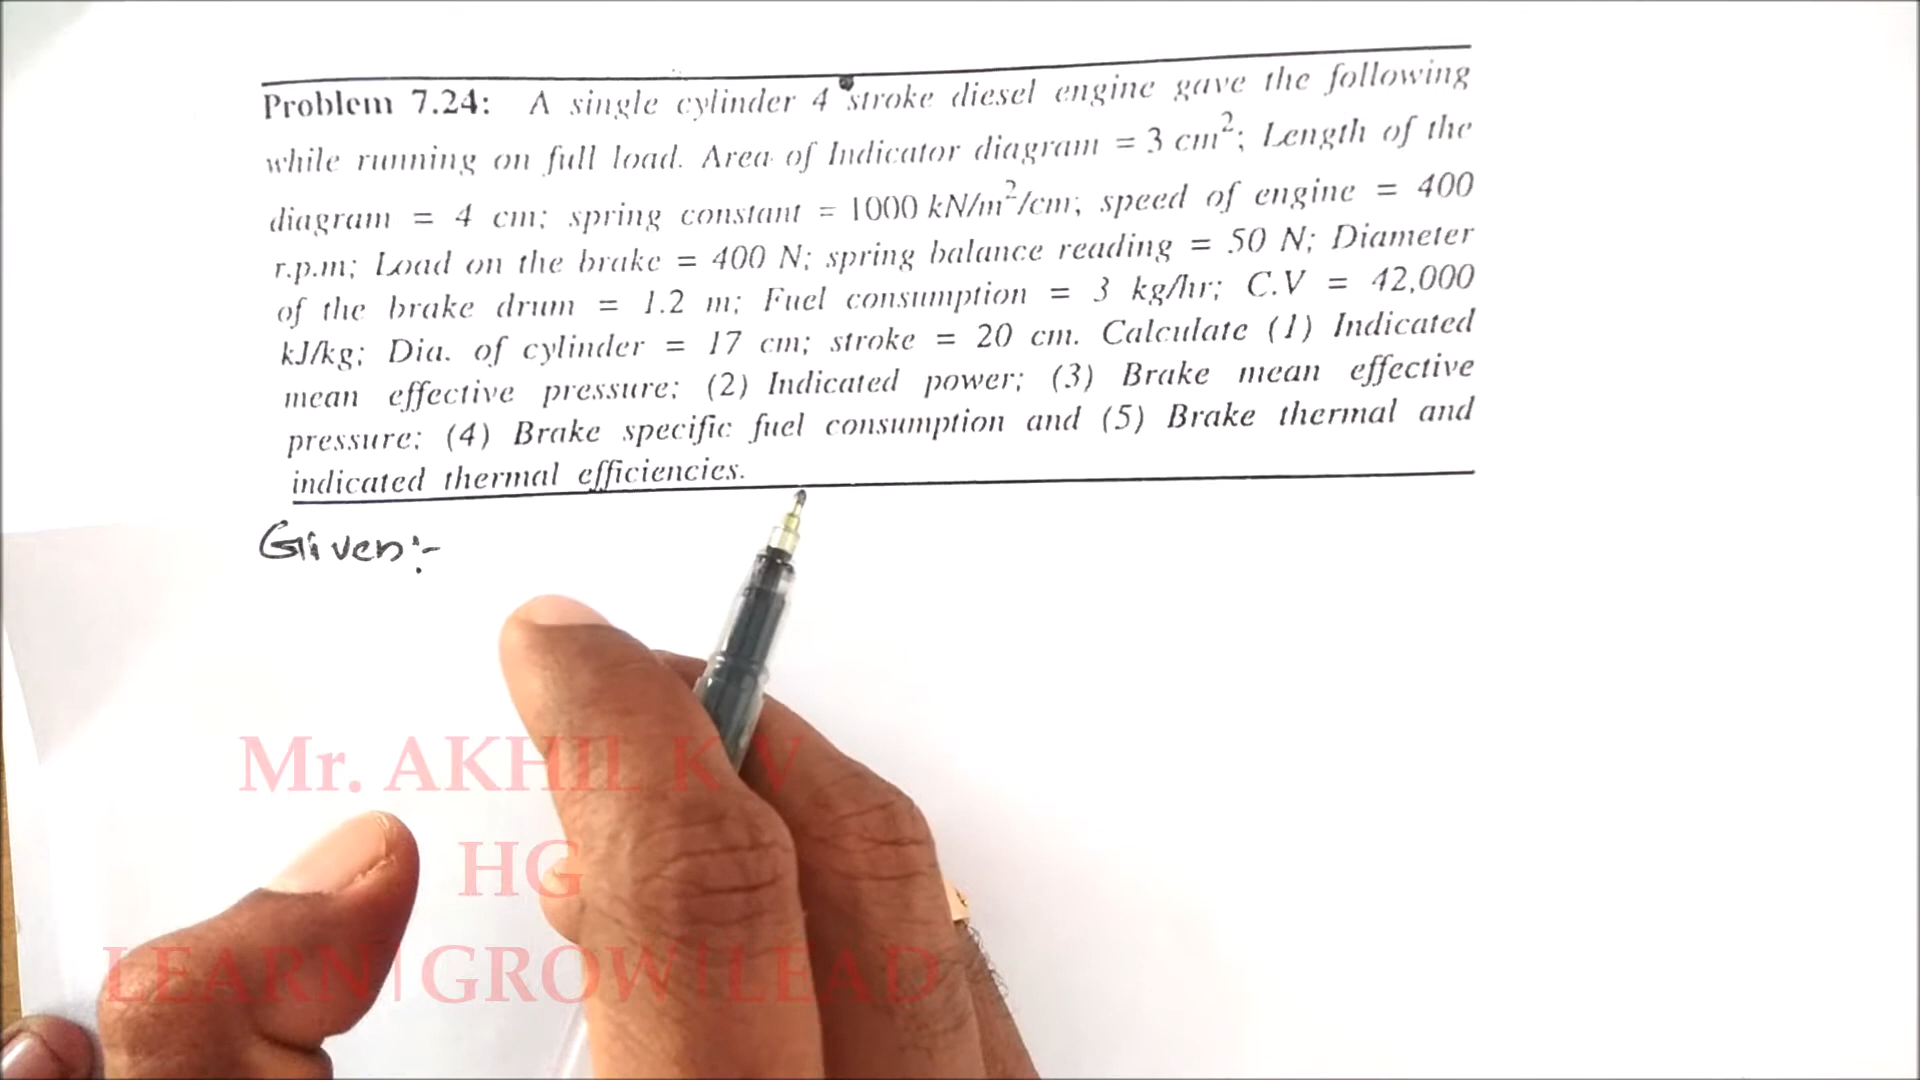 Problem 7.24: A single cylinder 4 stroke diesel engine gave the following
while running on full load. Area of Indicator diagram = 3 cm²; Length of the
diagram = 4 cm; spring constant = 1000 kN/m²/cm; speed of engine = 400
r.p.m; Load on the brake = 400 N; spring balance reading = 50 N; Diameter
of the brake drum = 1.2 m; Fuel consumption = 3 kg/hr; C.V = 42,000
kJ/kg; Dia. of cylinder = 17 cm; stroke = 20 cm. Calculate (1) Indicated
mean effective pressure; (2) Indicated power; (3) Brake mean effective
pressure; (4) Brake specific fuel consumption and (5) Brake thermal and
indicated thermal efficiencies.
Given:-
Mr. AKHIL K V
HG
LEARN|GROW|LEAD